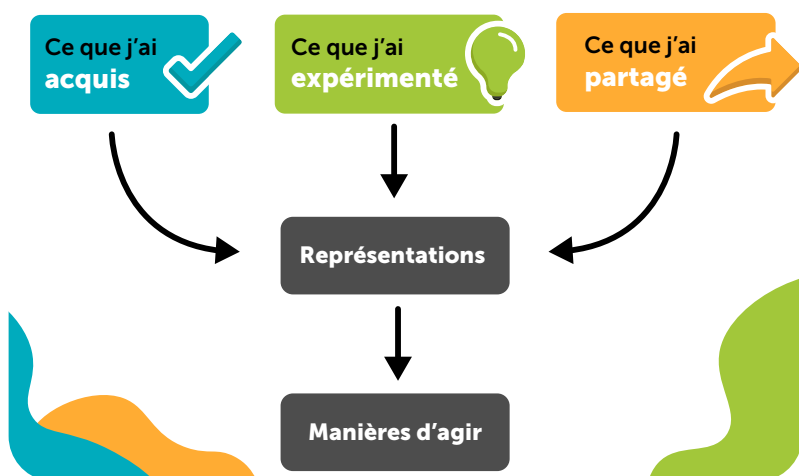 Ce que j’ai
acquis
Ce que j’ai
expérimenté
Ce que j’ai
partagé
Représentations
Manières d’agir